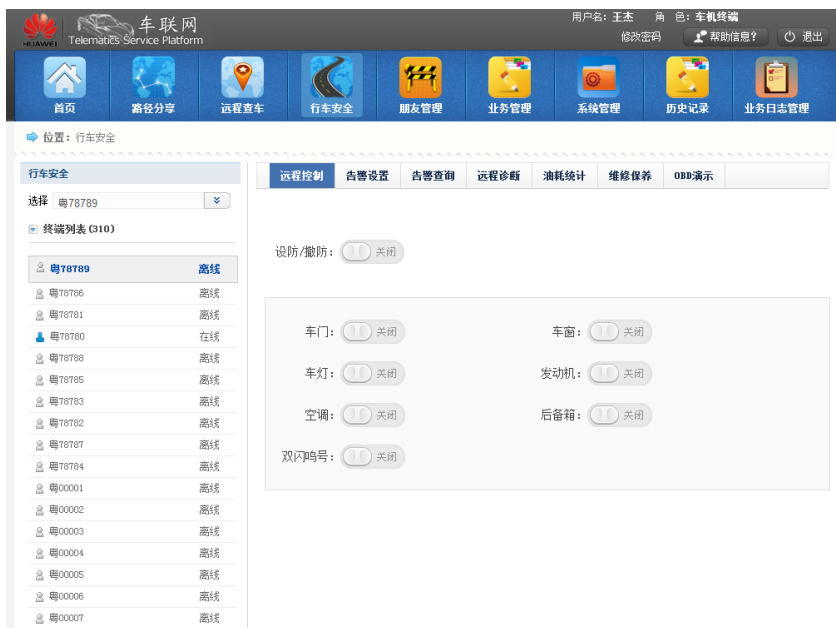 用户名: 王杰 角 色: 车机终端
HUAWEI
车联网
Telematics Service Platform
修改密码 帮助信息? 退出
首页 路径分享 远程查车 行车安全 朋友管理 业务管理 系统管理 历史记录 业务日志管理
位置: 行车安全
行车安全
远程控制 告警设置 告警查询 远程诊断 油耗统计 维修保养 OBD演示
选择 粤78789
终端列表(310)
设防/撤防: 关闭
粤78789 离线
粤78786 离线
粤78781 离线
粤78780 在线
粤78788 离线
粤78785 离线
粤78783 离线
粤78782 离线
粤78787 离线
粤78784 离线
粤00001 离线
粤00002 离线
粤00003 离线
粤00004 离线
粤00005 离线
粤00006 离线
粤00007 离线
车门: 关闭 车窗: 关闭
车灯: 关闭 发动机: 关闭
空调: 关闭 后备箱: 关闭
双闪鸣号: 关闭